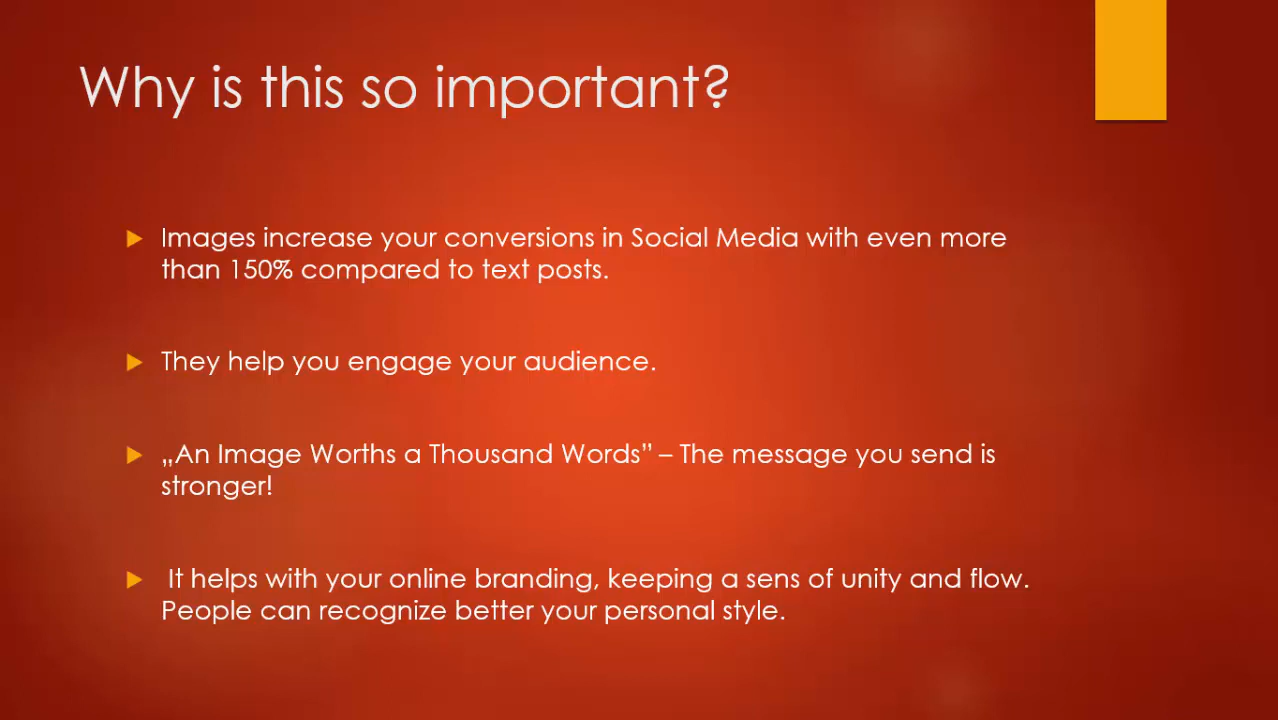 Why is this so important?
Images increase your conversions in Social Media with even more
than 150% compared to text posts.
They help you engage your audience.
„An Image Worths a Thousand Words” – The message you send is
stronger!
It helps with your online branding, keeping a sens of unity and flow.
People can recognize better your personal style.